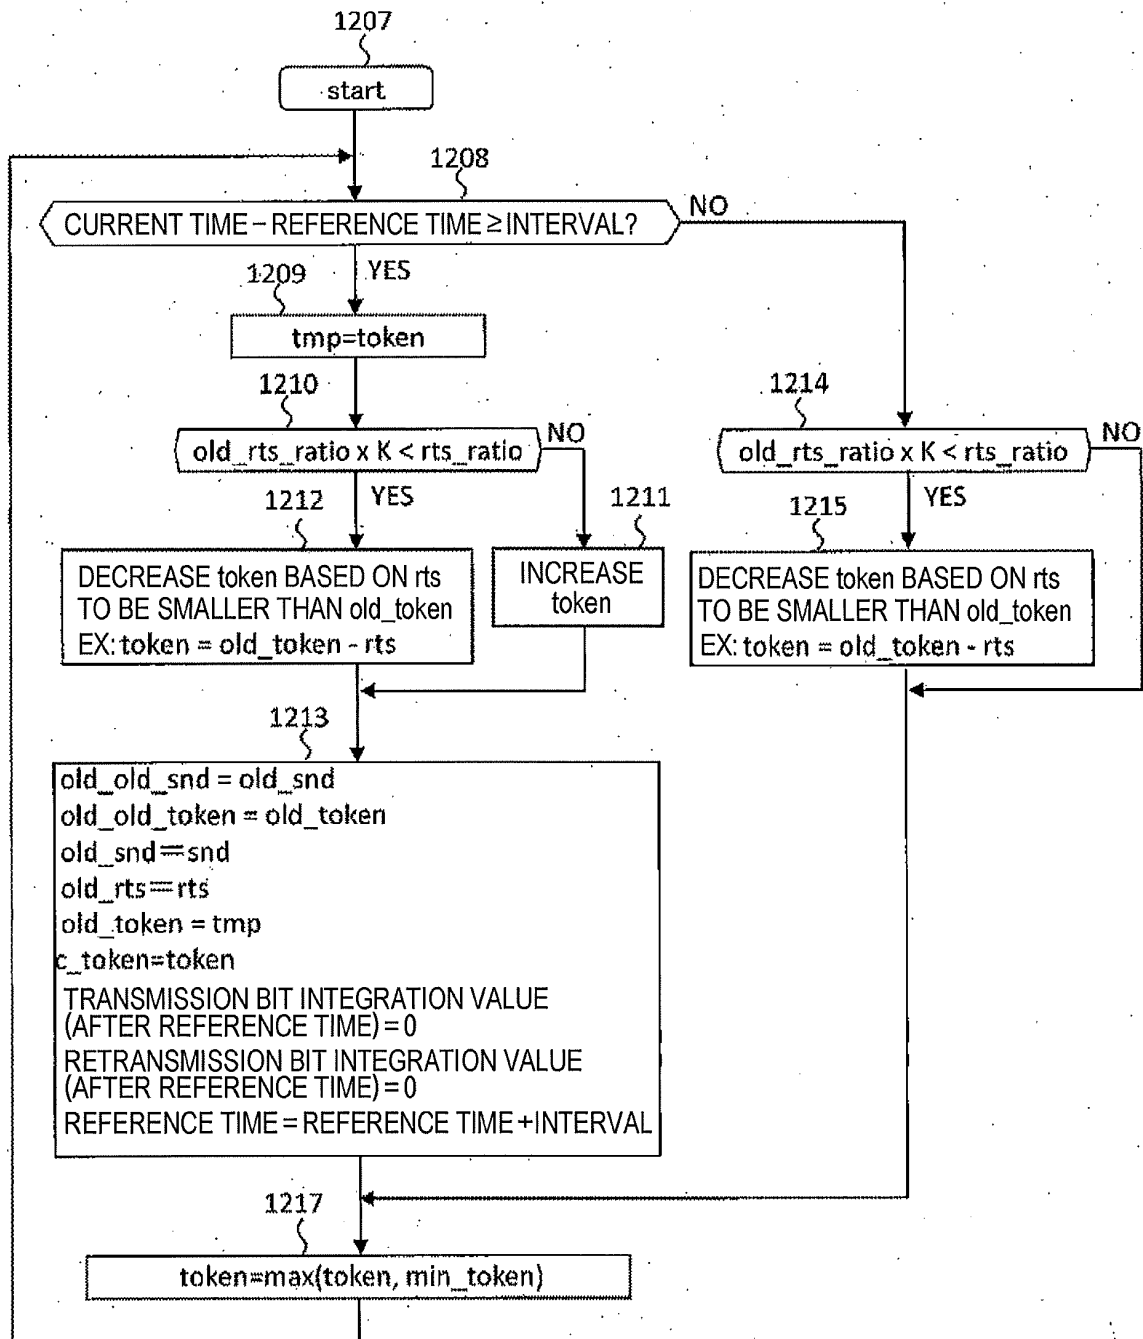 1207
start
1208
CURRENT TIME – REFERENCE TIME ≥ INTERVAL?
NO
YES
1209
tmp=token
1210
old_rts_ratio x K < rts_ratio
NO
YES
1214
old_rts_ratio x K < rts_ratio
NO
YES
1212
DECREASE token BASED ON rts
TO BE SMALLER THAN old_token
EX: token = old_token - rts
1211
INCREASE
token
1215
DECREASE token BASED ON rts
TO BE SMALLER THAN old_token
EX: token = old_token - rts
1213
old_old_snd = old_snd
old_old_token = old_token
old_snd=snd
old_rts=rts
old_token = tmp
c_token=token
TRANSMISSION BIT INTEGRATION VALUE
(AFTER REFERENCE TIME) = 0
RETRANSMISSION BIT INTEGRATION VALUE
(AFTER REFERENCE TIME) = 0
REFERENCE TIME = REFERENCE TIME + INTERVAL
1217
token=max(token, min_token)